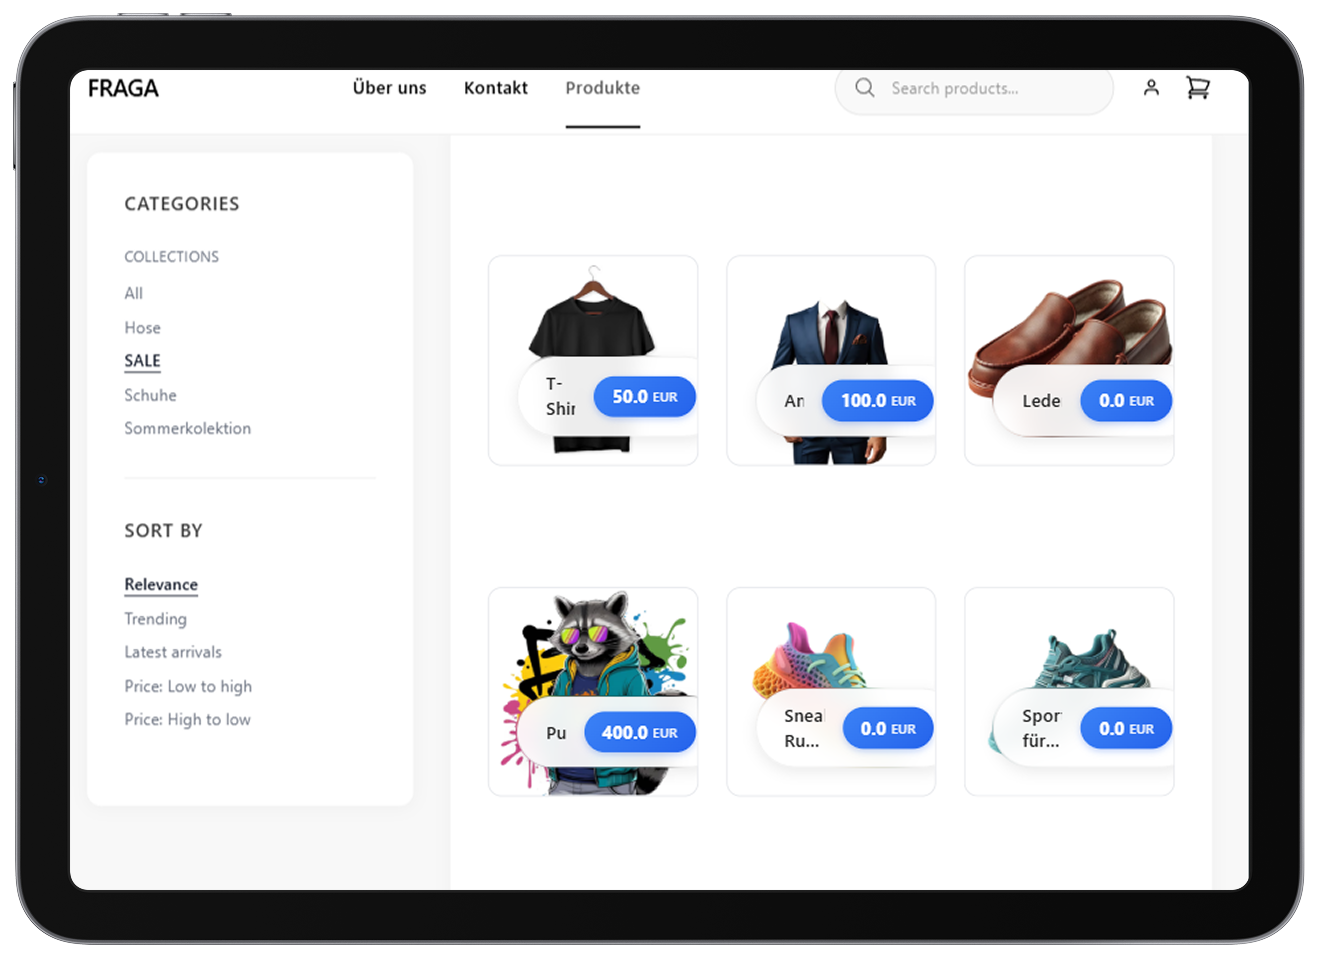 FRAGA
Über uns Kontakt Produkte
Search products...
CATEGORIES
COLLECTIONS
All
Hose
SALE
Schuhe
Sommerkolektion
SORT BY
Relevance
Trending
Latest arrivals
Price: Low to high
Price: High to low
T-
Shir
50.0 EUR
An
100.0 EUR
Lede
0.0 EUR
Pu
400.0 EUR
Snea
Ru...
0.0 EUR
Spor
für...
0.0 EUR